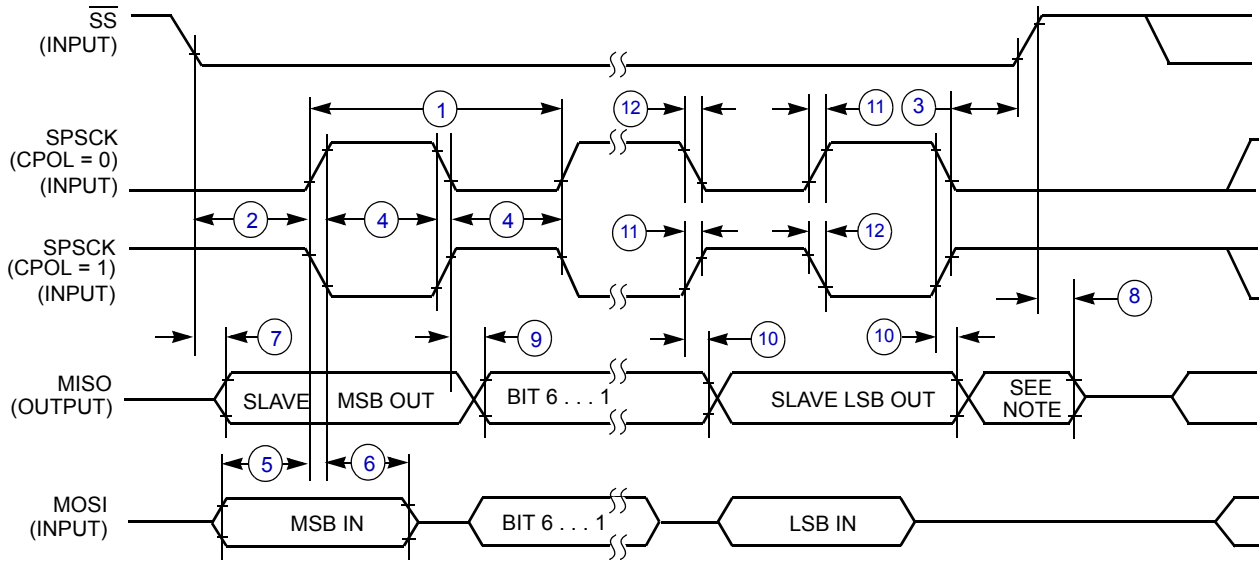 SS
(INPUT)
1
12
11
3
SPSCK
(CPOL = 0)
(INPUT)
2
4
4
11
12
SPSCK
(CPOL = 1)
(INPUT)
8
7
9
10
10
MISO
(OUTPUT)
SLAVE MSB OUT
BIT 6 . . . 1
SLAVE LSB OUT
SEE
NOTE
5
6
MOSI
(INPUT)
MSB IN
BIT 6 . . . 1
LSB IN